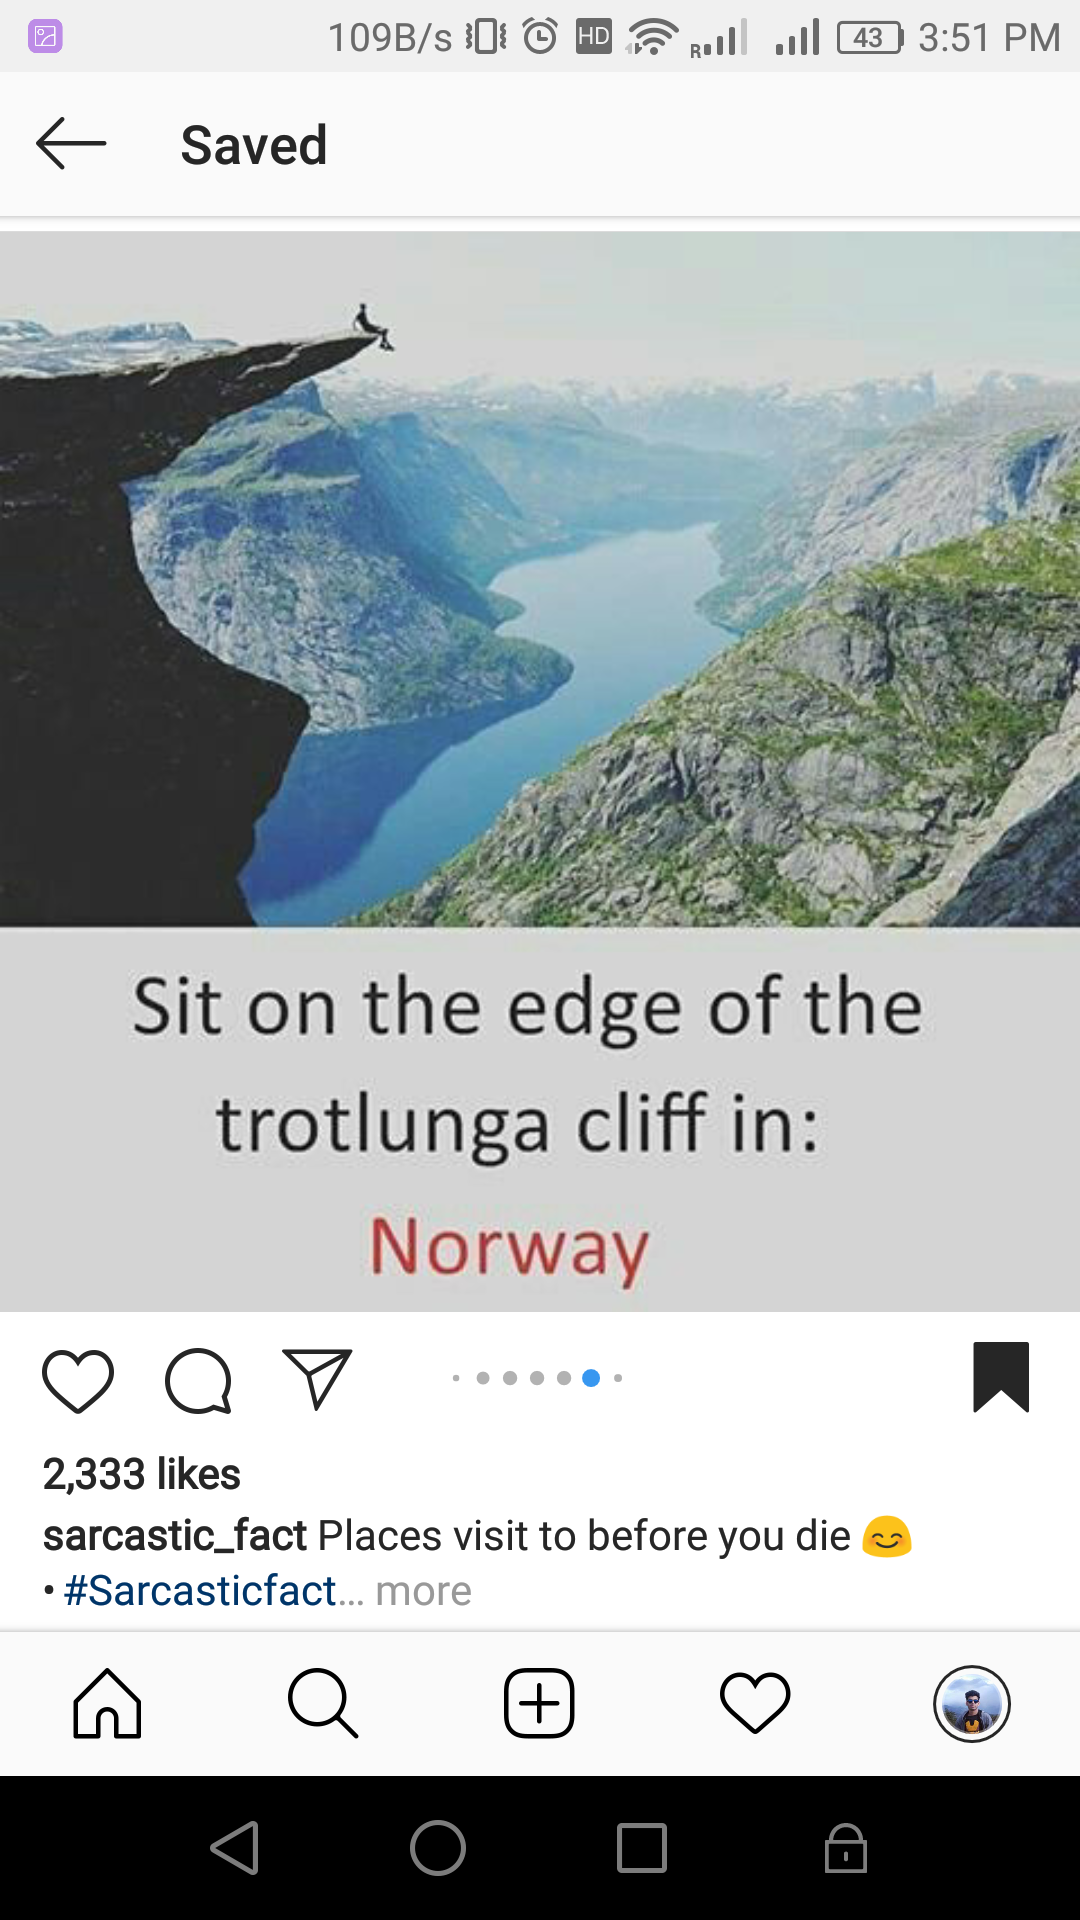 109B/s HD R 43 3:51 PM
Saved
Sit on the edge of the
trotlunga cliff in:
Norway
2,333 likes
sarcastic_fact Places visit to before you die 😊
• #Sarcasticfact... more